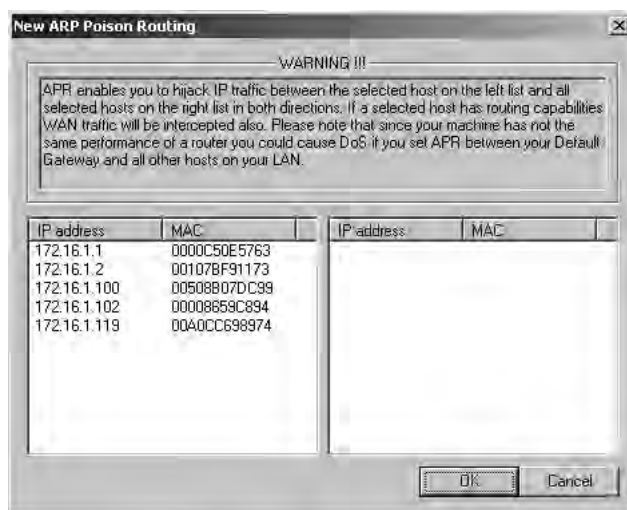 New ARP Poison Routing
WARNING !!!
APR enables you to hijack IP traffic between the selected host on the left list and all
selected hosts on the right list in both directions. If a selected host has routing capabilities
WAN traffic will be intercepted also. Please note that since your machine has not the
same performance of a router you could cause DoS if you set APR between your Default
Gateway and all other hosts on your LAN.
IP address MAC IP address MAC
172.16.1.1 0000C50E5763
172.16.1.2 00107BF91173
172.16.1.100 00508B07DC99
172.16.1.102 00008659C894
172.16.1.119 00A0CC698974
OK Cancel